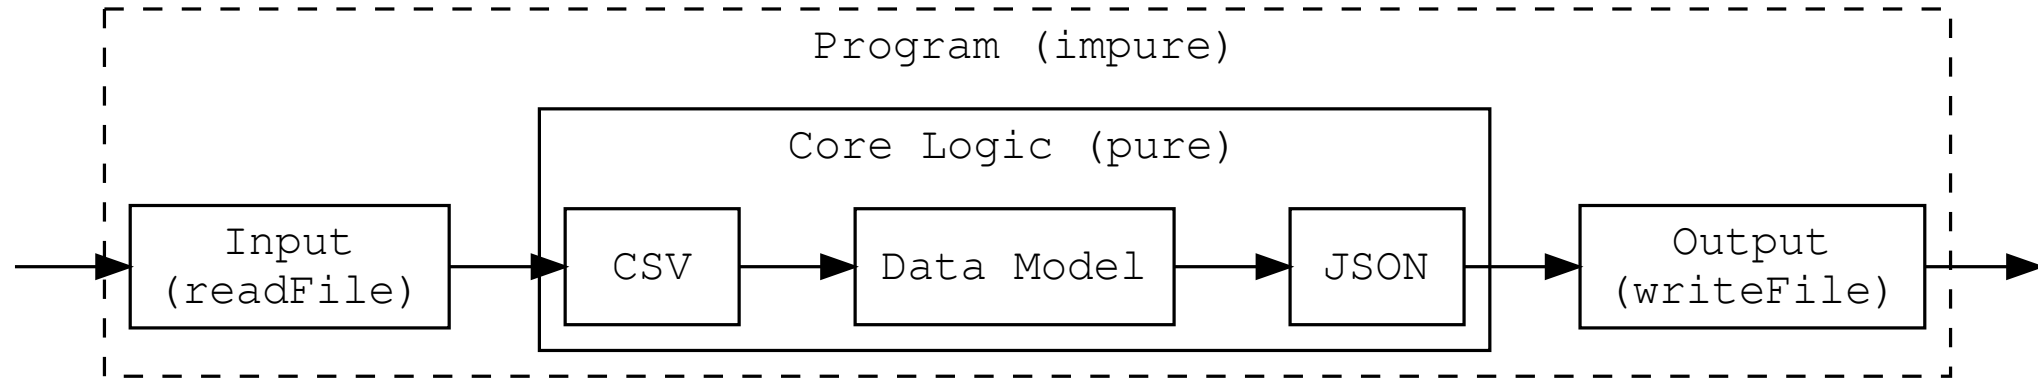 Program (impure)
Core Logic (pure)
Input
(readFile)
CSV
Data Model
JSON
Output
(writeFile)